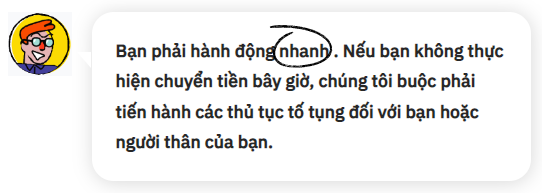 Bạn phải hành động nhanh . Nếu bạn không thực
hiện chuyển tiền bây giờ, chúng tôi buộc phải
tiến hành các thủ tục tố tụng đối với bạn hoặc
người thân của bạn.